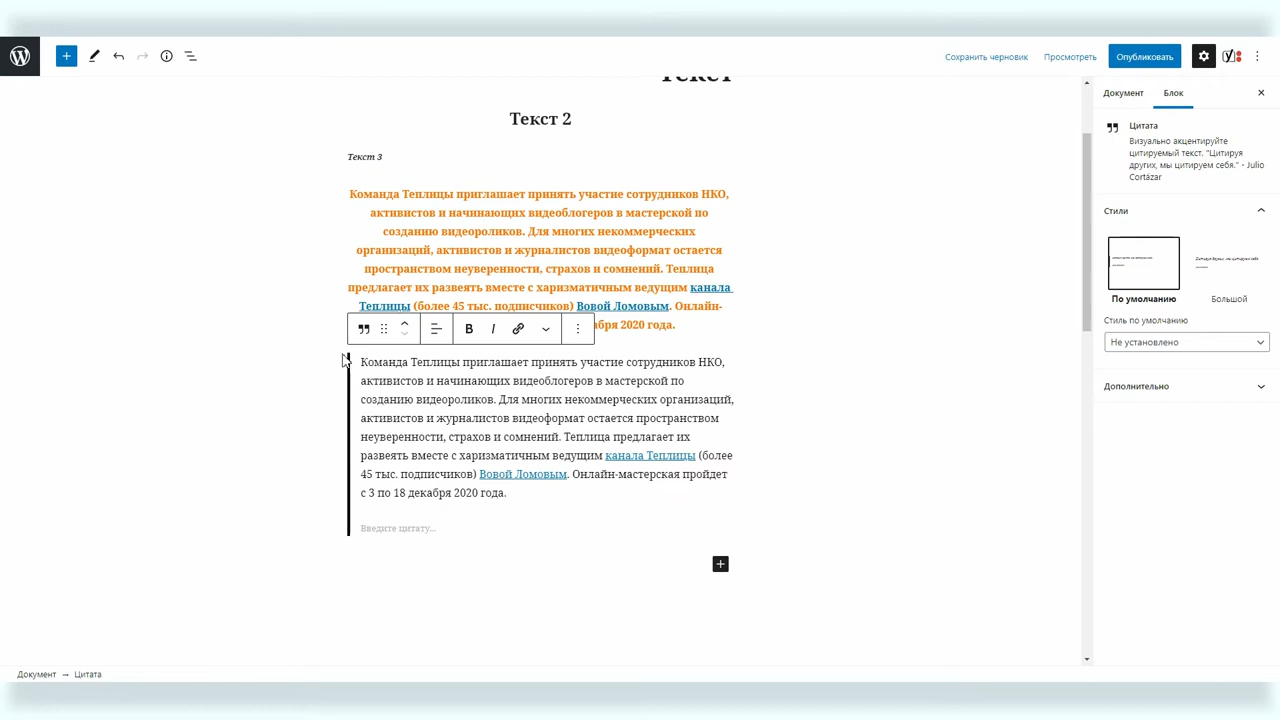 Сохранить черновик
Просмотреть
Опубликовать
Текст
Текст 2
Текст 3
Команда Теплицы приглашает принять участие сотрудников НКО,
активистов и начинающих видеоблогеров в мастерской по
созданию видеороликов. Для многих некоммерческих
организаций, активистов и журналистов видеоформат остается
пространством неуверенности, страхов и сомнений. Теплица
предлагает их развеять вместе с харизматичным ведущим канала
Теплицы (более 45 тыс. подписчиков) Вовой Ломовым. Онлайн-
абря 2020 года.
B I
Команда Теплицы приглашает принять участие сотрудников НКО,
активистов и начинающих видеоблогеров в мастерской по
созданию видеороликов. Для многих некоммерческих организаций,
активистов и журналистов видеоформат остается пространством
неуверенности, страхов и сомнений. Теплица предлагает их
развеять вместе с харизматичным ведущим канала Теплицы (более
45 тыс. подписчиков) Вовой Ломовым. Онлайн-мастерская пройдет
с 3 по 18 декабря 2020 года.
Введите цитату...
Документ
Блок
Цитата
Визуально акцентируйте
цитируемый текст. "Цитируя
других, мы цитируем себя." - Julio
Cortázar
Стили
По умолчанию
Большой
Стиль по умолчанию
Не установлено
Дополнительно
Документ → Цитата